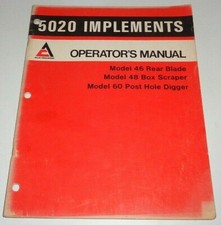 5020 IMPLEMENTS
OPERATOR'S MANUAL
Model 46 Rear Blade
Model 48 Box Scraper
Model 60 Post Hole Digger